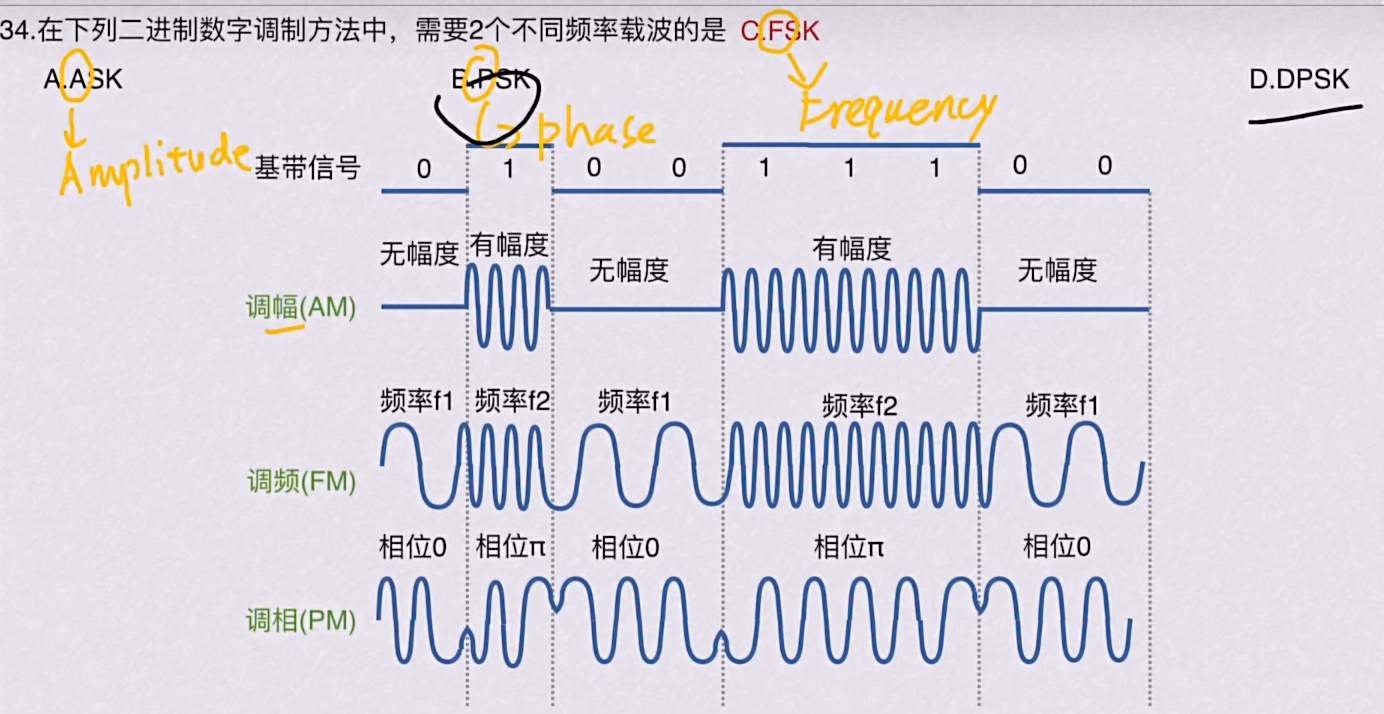 34.在下列二进制数字调制方法中，需要2个不同频率载波的是 C.FSK
A.ASK B.PSK D.DPSK
Amplitude phase Frequency
基带信号 0 1 0 0 1 1 1 0 0
无幅度 有幅度 无幅度 有幅度 无幅度
调幅(AM)
频率f1 频率f2 频率f1 频率f2 频率f1
调频(FM)
相位0 相位π 相位0 相位π 相位0
调相(PM)